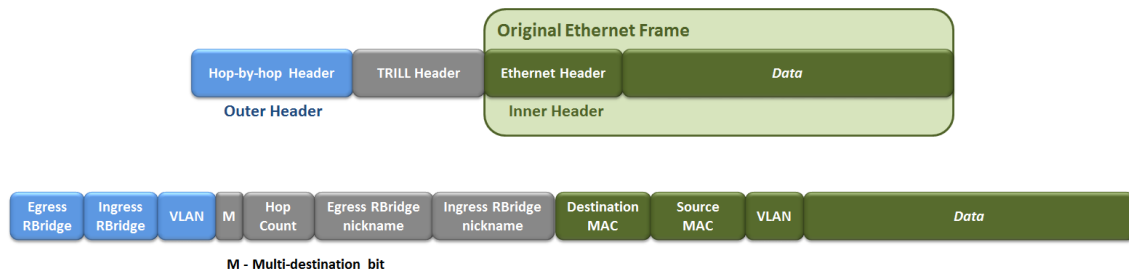 Original Ethernet Frame
Hop-by-hop Header
TRILL Header
Ethernet Header
Data
Outer Header
Inner Header
Egress
RBridge
Ingress
RBridge
VLAN
M
Hop
Count
Egress RBridge
nickname
Ingress RBridge
nickname
Destination
MAC
Source
MAC
VLAN
Data
M - Multi-destination bit